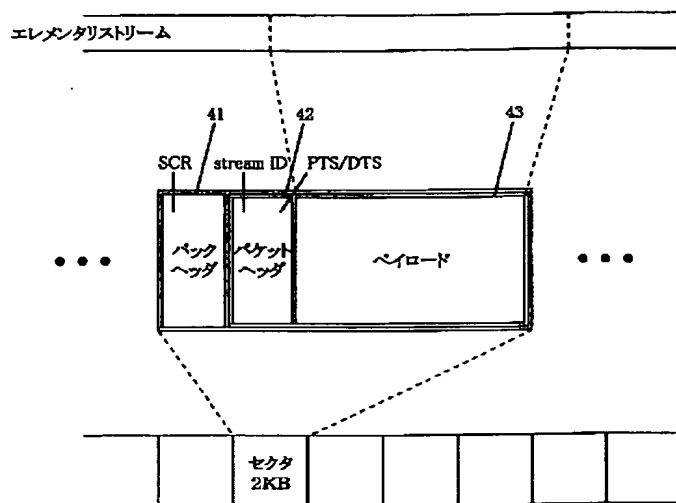 エレメンタリストリーム
41
42
43
SCR
stream ID
PTS/DTS
パック
ヘッダ
パケット
ヘッダ
ペイロード
セクタ
2KB